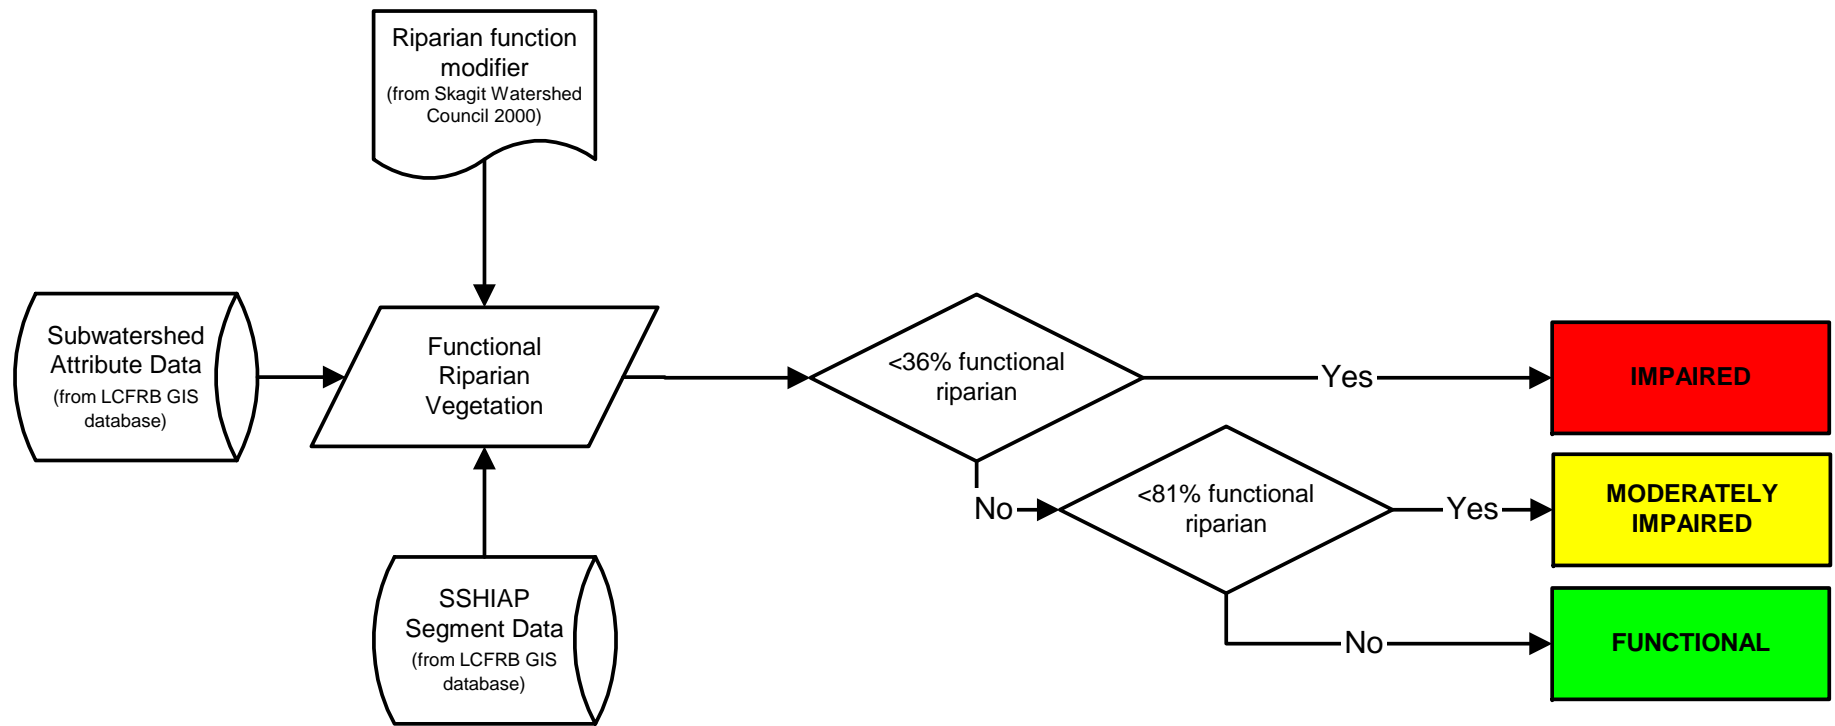 Riparian function
modifier
(from Skagit Watershed
Council 2000)
Subwatershed
Attribute Data
(from LCFRB GIS
database)
Functional
Riparian
Vegetation
<36% functional
riparian
Yes
IMPAIRED
No
<81% functional
riparian
Yes
MODERATELY
IMPAIRED
SSHIAP
Segment Data
(from LCFRB GIS
database)
No
FUNCTIONAL